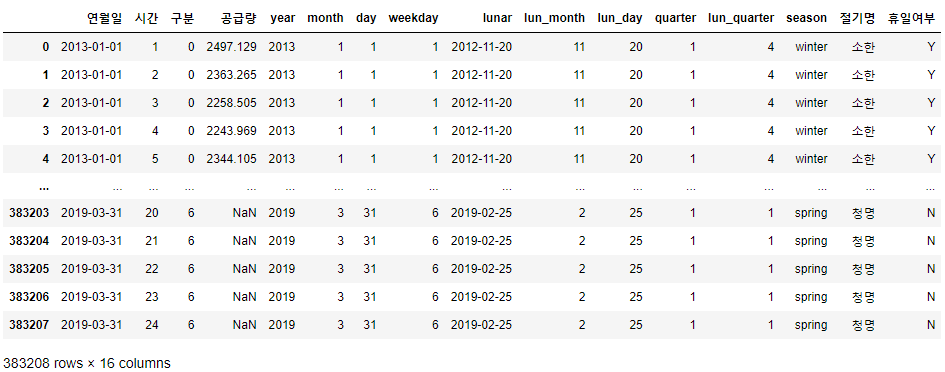 연월일 시간 구분 공급량 year month day weekday lunar lun_month lun_day quarter lun_quarter season 절기명 휴일여부
0 2013-01-01 1 0 2497.129 2013 1 1 1 2012-11-20 11 20 1 4 winter 소한 Y
1 2013-01-01 2 0 2363.265 2013 1 1 1 2012-11-20 11 20 1 4 winter 소한 Y
2 2013-01-01 3 0 2258.505 2013 1 1 1 2012-11-20 11 20 1 4 winter 소한 Y
3 2013-01-01 4 0 2243.969 2013 1 1 1 2012-11-20 11 20 1 4 winter 소한 Y
4 2013-01-01 5 0 2344.105 2013 1 1 1 2012-11-20 11 20 1 4 winter 소한 Y
... ... ... ... ... ... ... ... ... ... ... ... ... ... ... ... ...
383203 2019-03-31 20 6 NaN 2019 3 31 6 2019-02-25 2 25 1 1 spring 청명 N
383204 2019-03-31 21 6 NaN 2019 3 31 6 2019-02-25 2 25 1 1 spring 청명 N
383205 2019-03-31 22 6 NaN 2019 3 31 6 2019-02-25 2 25 1 1 spring 청명 N
383206 2019-03-31 23 6 NaN 2019 3 31 6 2019-02-25 2 25 1 1 spring 청명 N
383207 2019-03-31 24 6 NaN 2019 3 31 6 2019-02-25 2 25 1 1 spring 청명 N
383208 rows × 16 columns